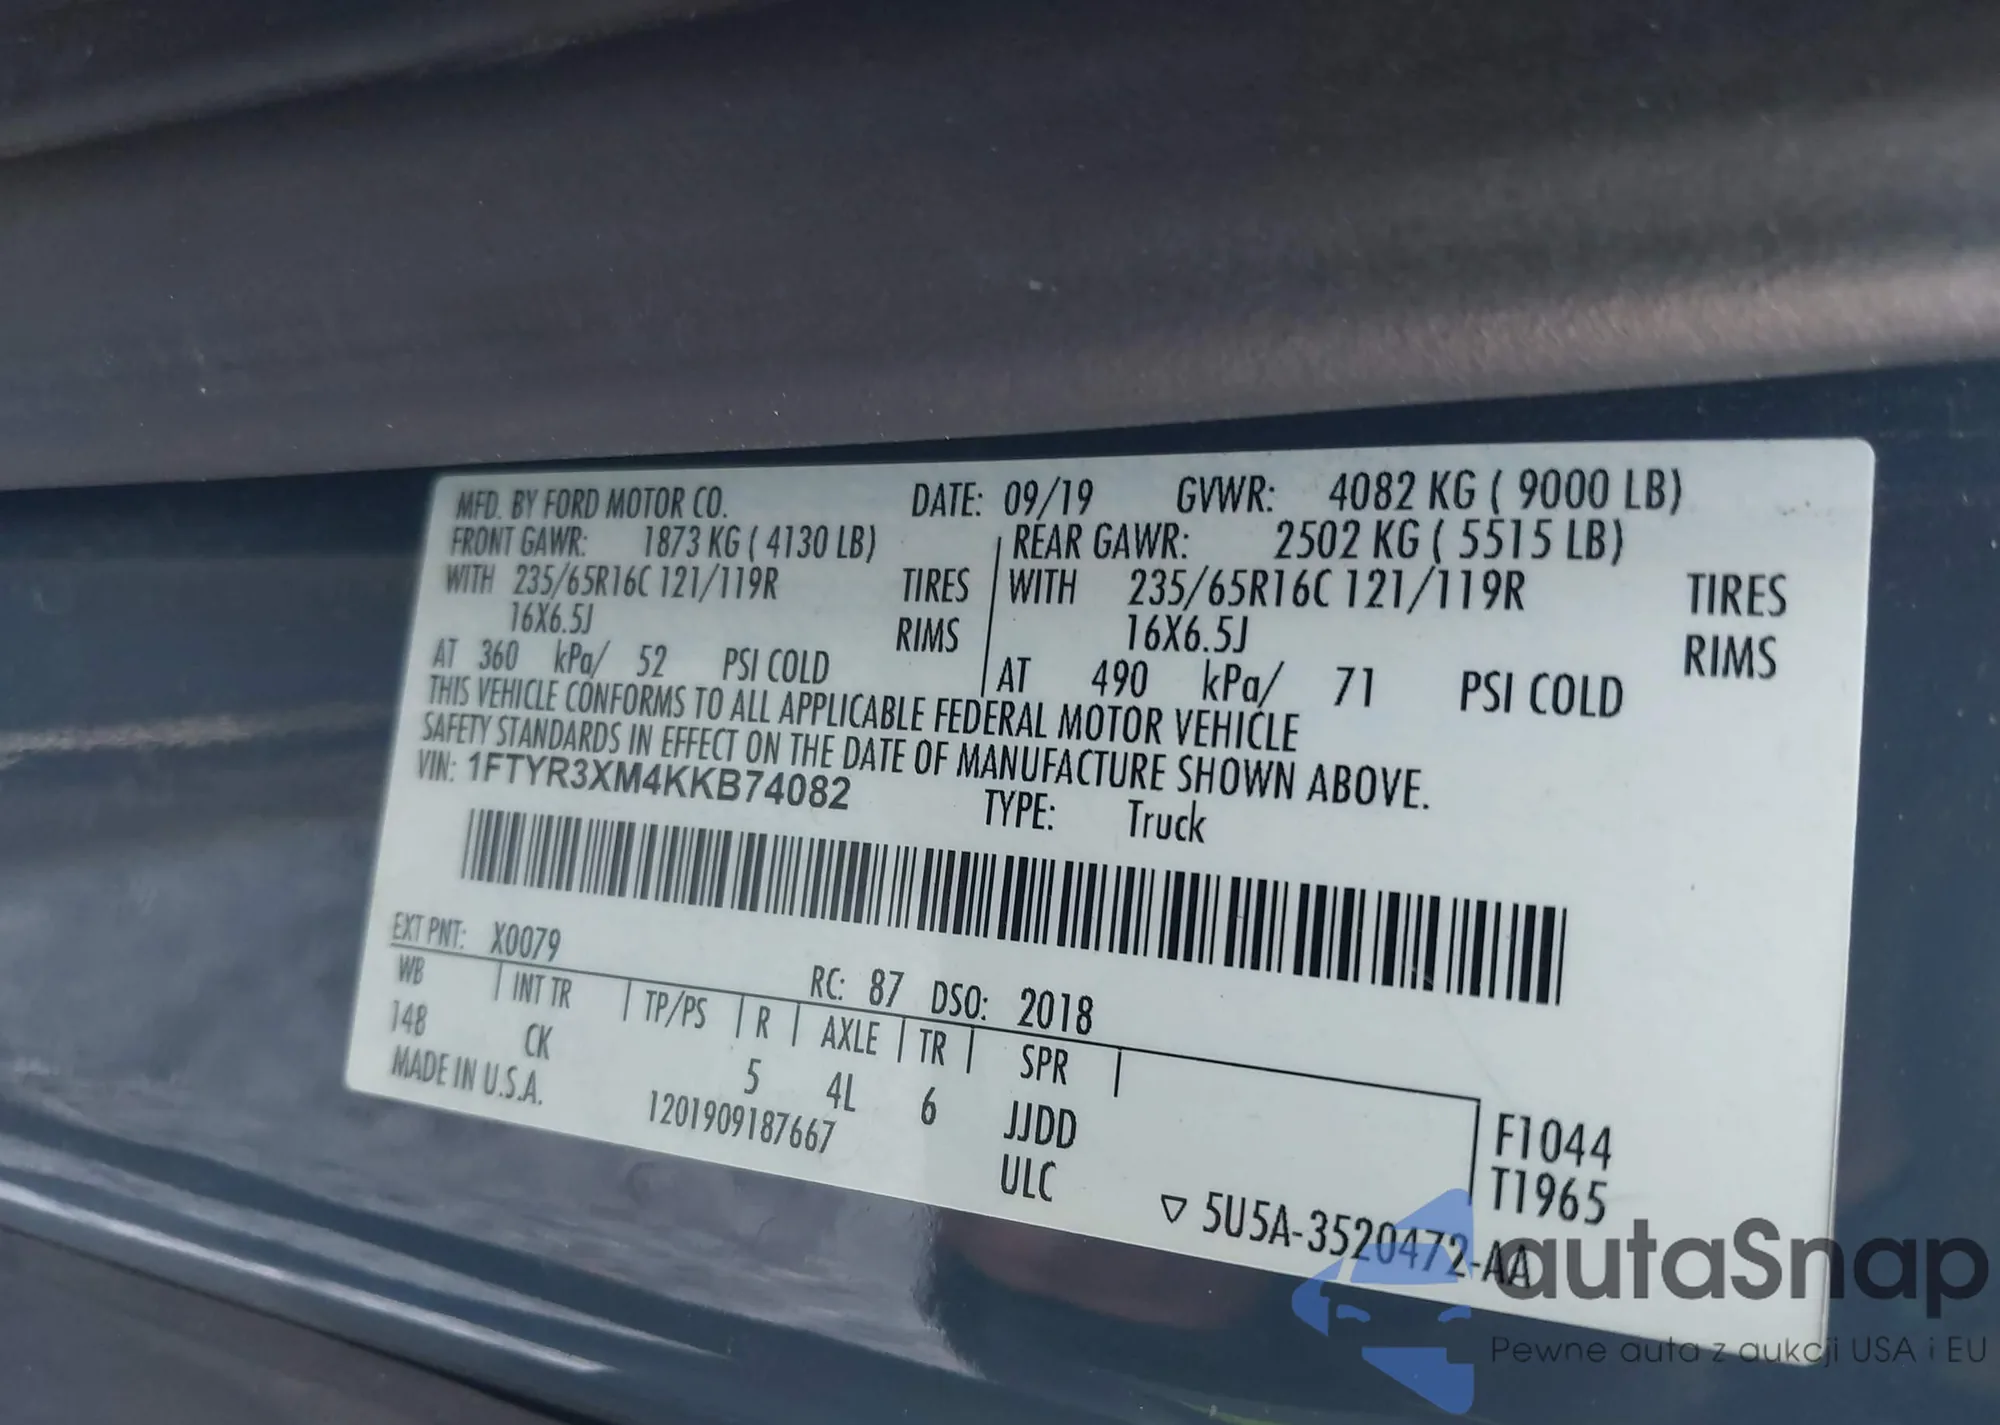 MFD. BY FORD MOTOR CO. DATE: 09/19 GVWR: 4082 KG ( 9000 LB)
FRONT GAWR: 1873 KG ( 4130 LB) REAR GAWR: 2502 KG ( 5515 LB)
WITH 235/65R16C 121/119R TIRES WITH 235/65R16C 121/119R TIRES
16X6.5J RIMS 16X6.5J RIMS
AT 360 kPa/ 52 PSI COLD AT 490 kPa/ 71 PSI COLD
THIS VEHICLE CONFORMS TO ALL APPLICABLE FEDERAL MOTOR VEHICLE
SAFETY STANDARDS IN EFFECT ON THE DATE OF MANUFACTURE SHOWN ABOVE.
VIN: 1FTYR3XM4KKB74082 TYPE: Truck
EXT PNT: X0079 RC: 87 DSO: 2018
WB INT TR TP/PS R AXLE TR SPR
148 CK 5 4L 6 JJDD F1044
MADE IN U.S.A. 1201909187667 ULC T1965
▽ 5U5A-3520472-AA
autaSnap
Pewne auta z aukcji USA i EU